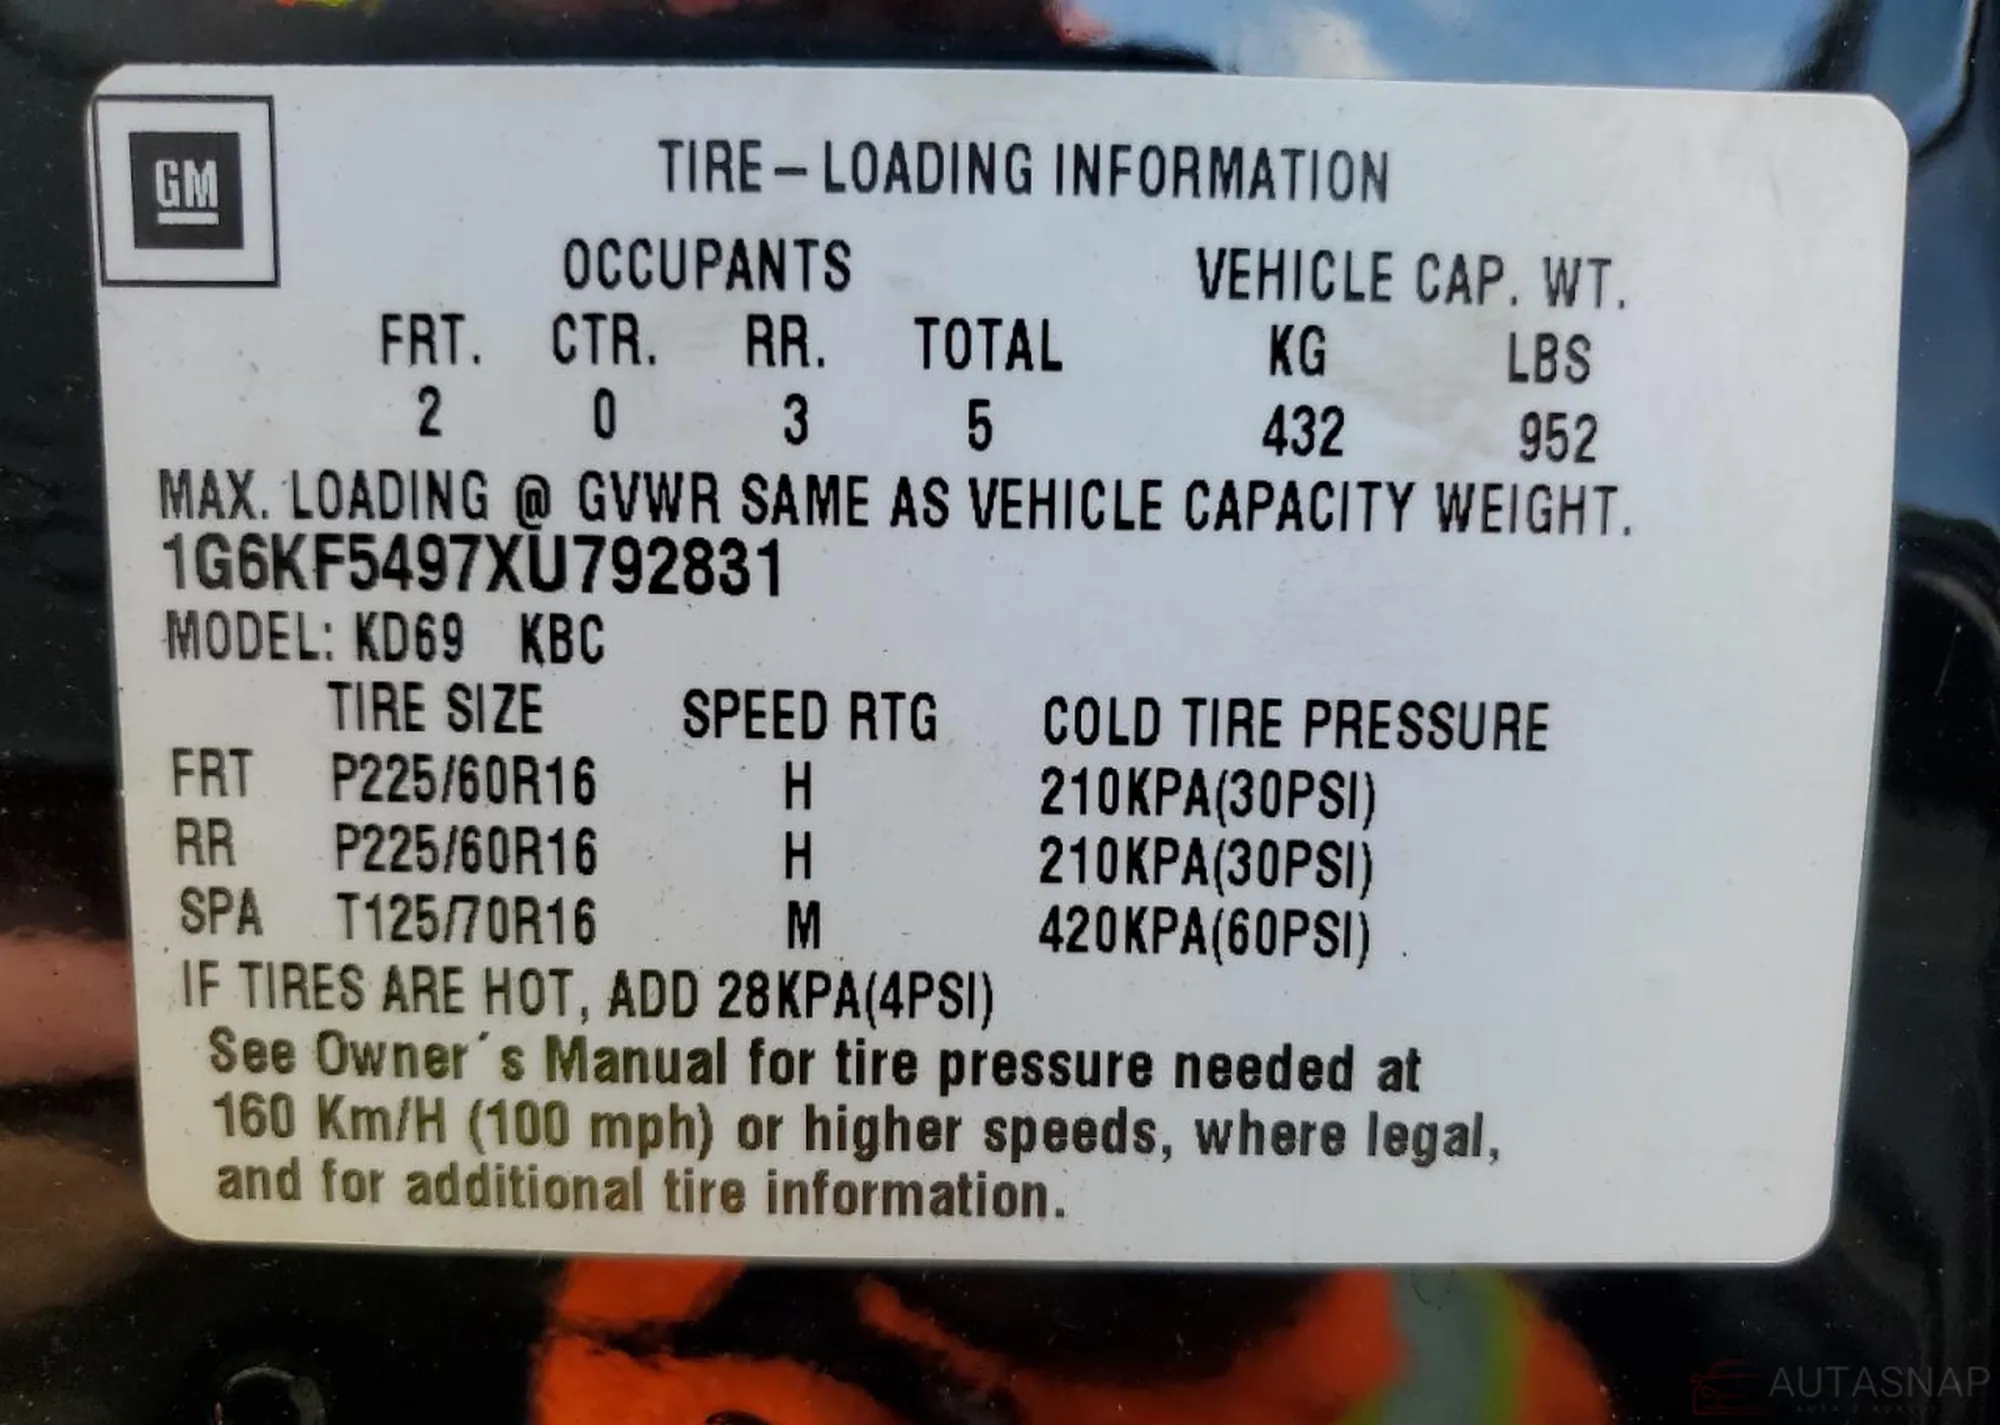 GM
TIRE – LOADING INFORMATION
OCCUPANTS VEHICLE CAP. WT.
FRT. CTR. RR. TOTAL KG LBS
2 0 3 5 432 952
MAX. LOADING @ GVWR SAME AS VEHICLE CAPACITY WEIGHT.
1G6KF5497XU792831
MODEL: KD69 KBC
TIRE SIZE SPEED RTG COLD TIRE PRESSURE
FRT P225/60R16 H 210KPA(30PSI)
RR P225/60R16 H 210KPA(30PSI)
SPA T125/70R16 M 420KPA(60PSI)
IF TIRES ARE HOT, ADD 28KPA(4PSI)
See Owner´s Manual for tire pressure needed at
160 Km/H (100 mph) or higher speeds, where legal,
and for additional tire information.
AUTASNAP